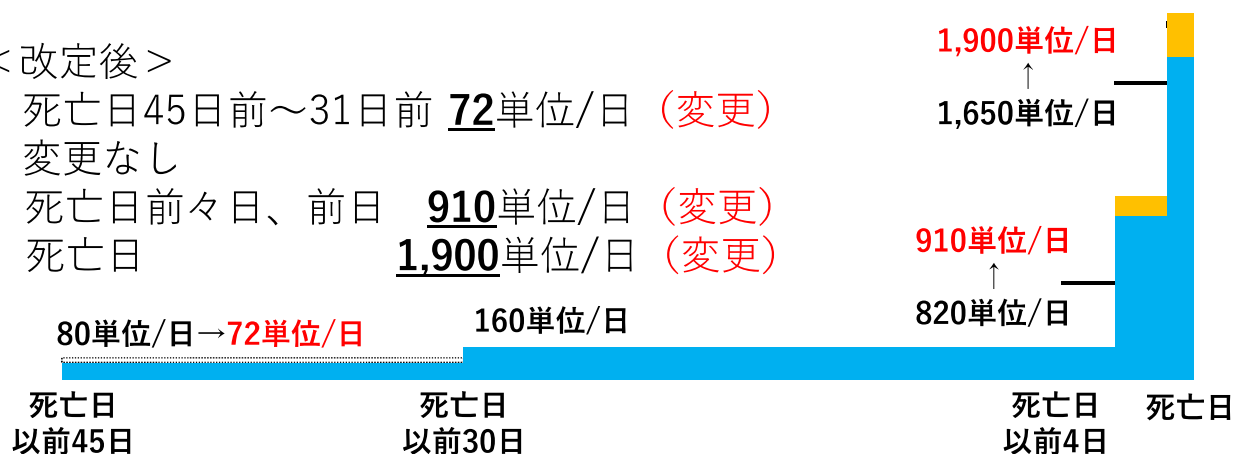 ＜改定後＞
死亡日45日前～31日前 72単位/日（変更）
変更なし
死亡日前々日、前日 910単位/日（変更）
死亡日 1,900単位/日（変更）
1,900単位/日
↑
1,650単位/日
910単位/日
↑
820単位/日
80単位/日→72単位/日
160単位/日
死亡日
以前45日
死亡日
以前30日
死亡日
以前4日
死亡日